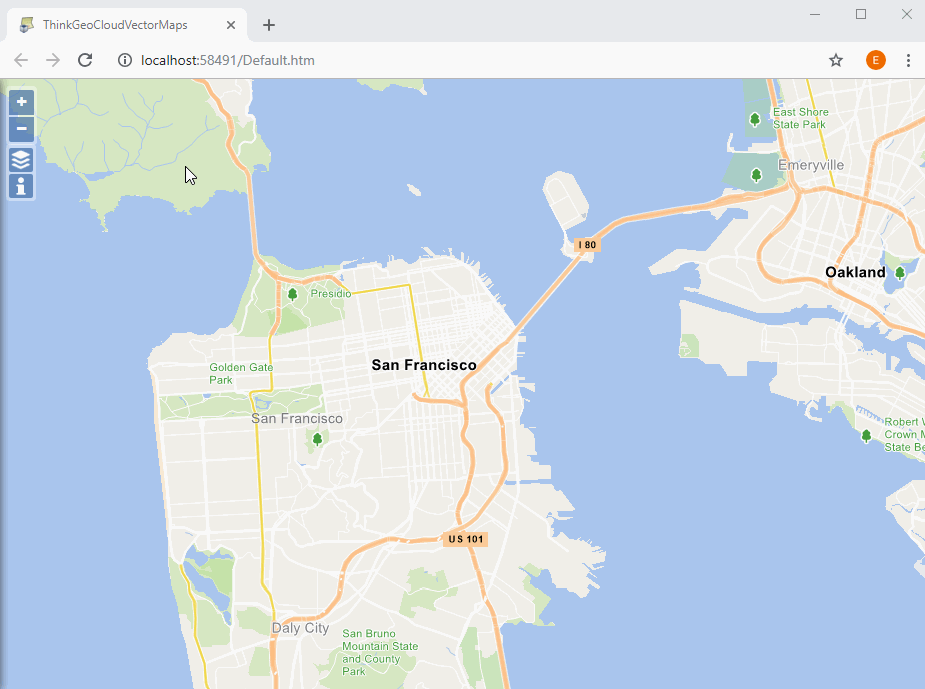 ThinkGeoCloudVectorMaps
localhost:58491/Default.htm
E
+
−
i
East Shore
State Park
Emeryville
I 80
Oakland
Presidio
San Francisco
Golden Gate
Park
San Francisco
Robert W
Crown M
State Be
US 101
Daly City
San Bruno
Mountain State
and County
Park